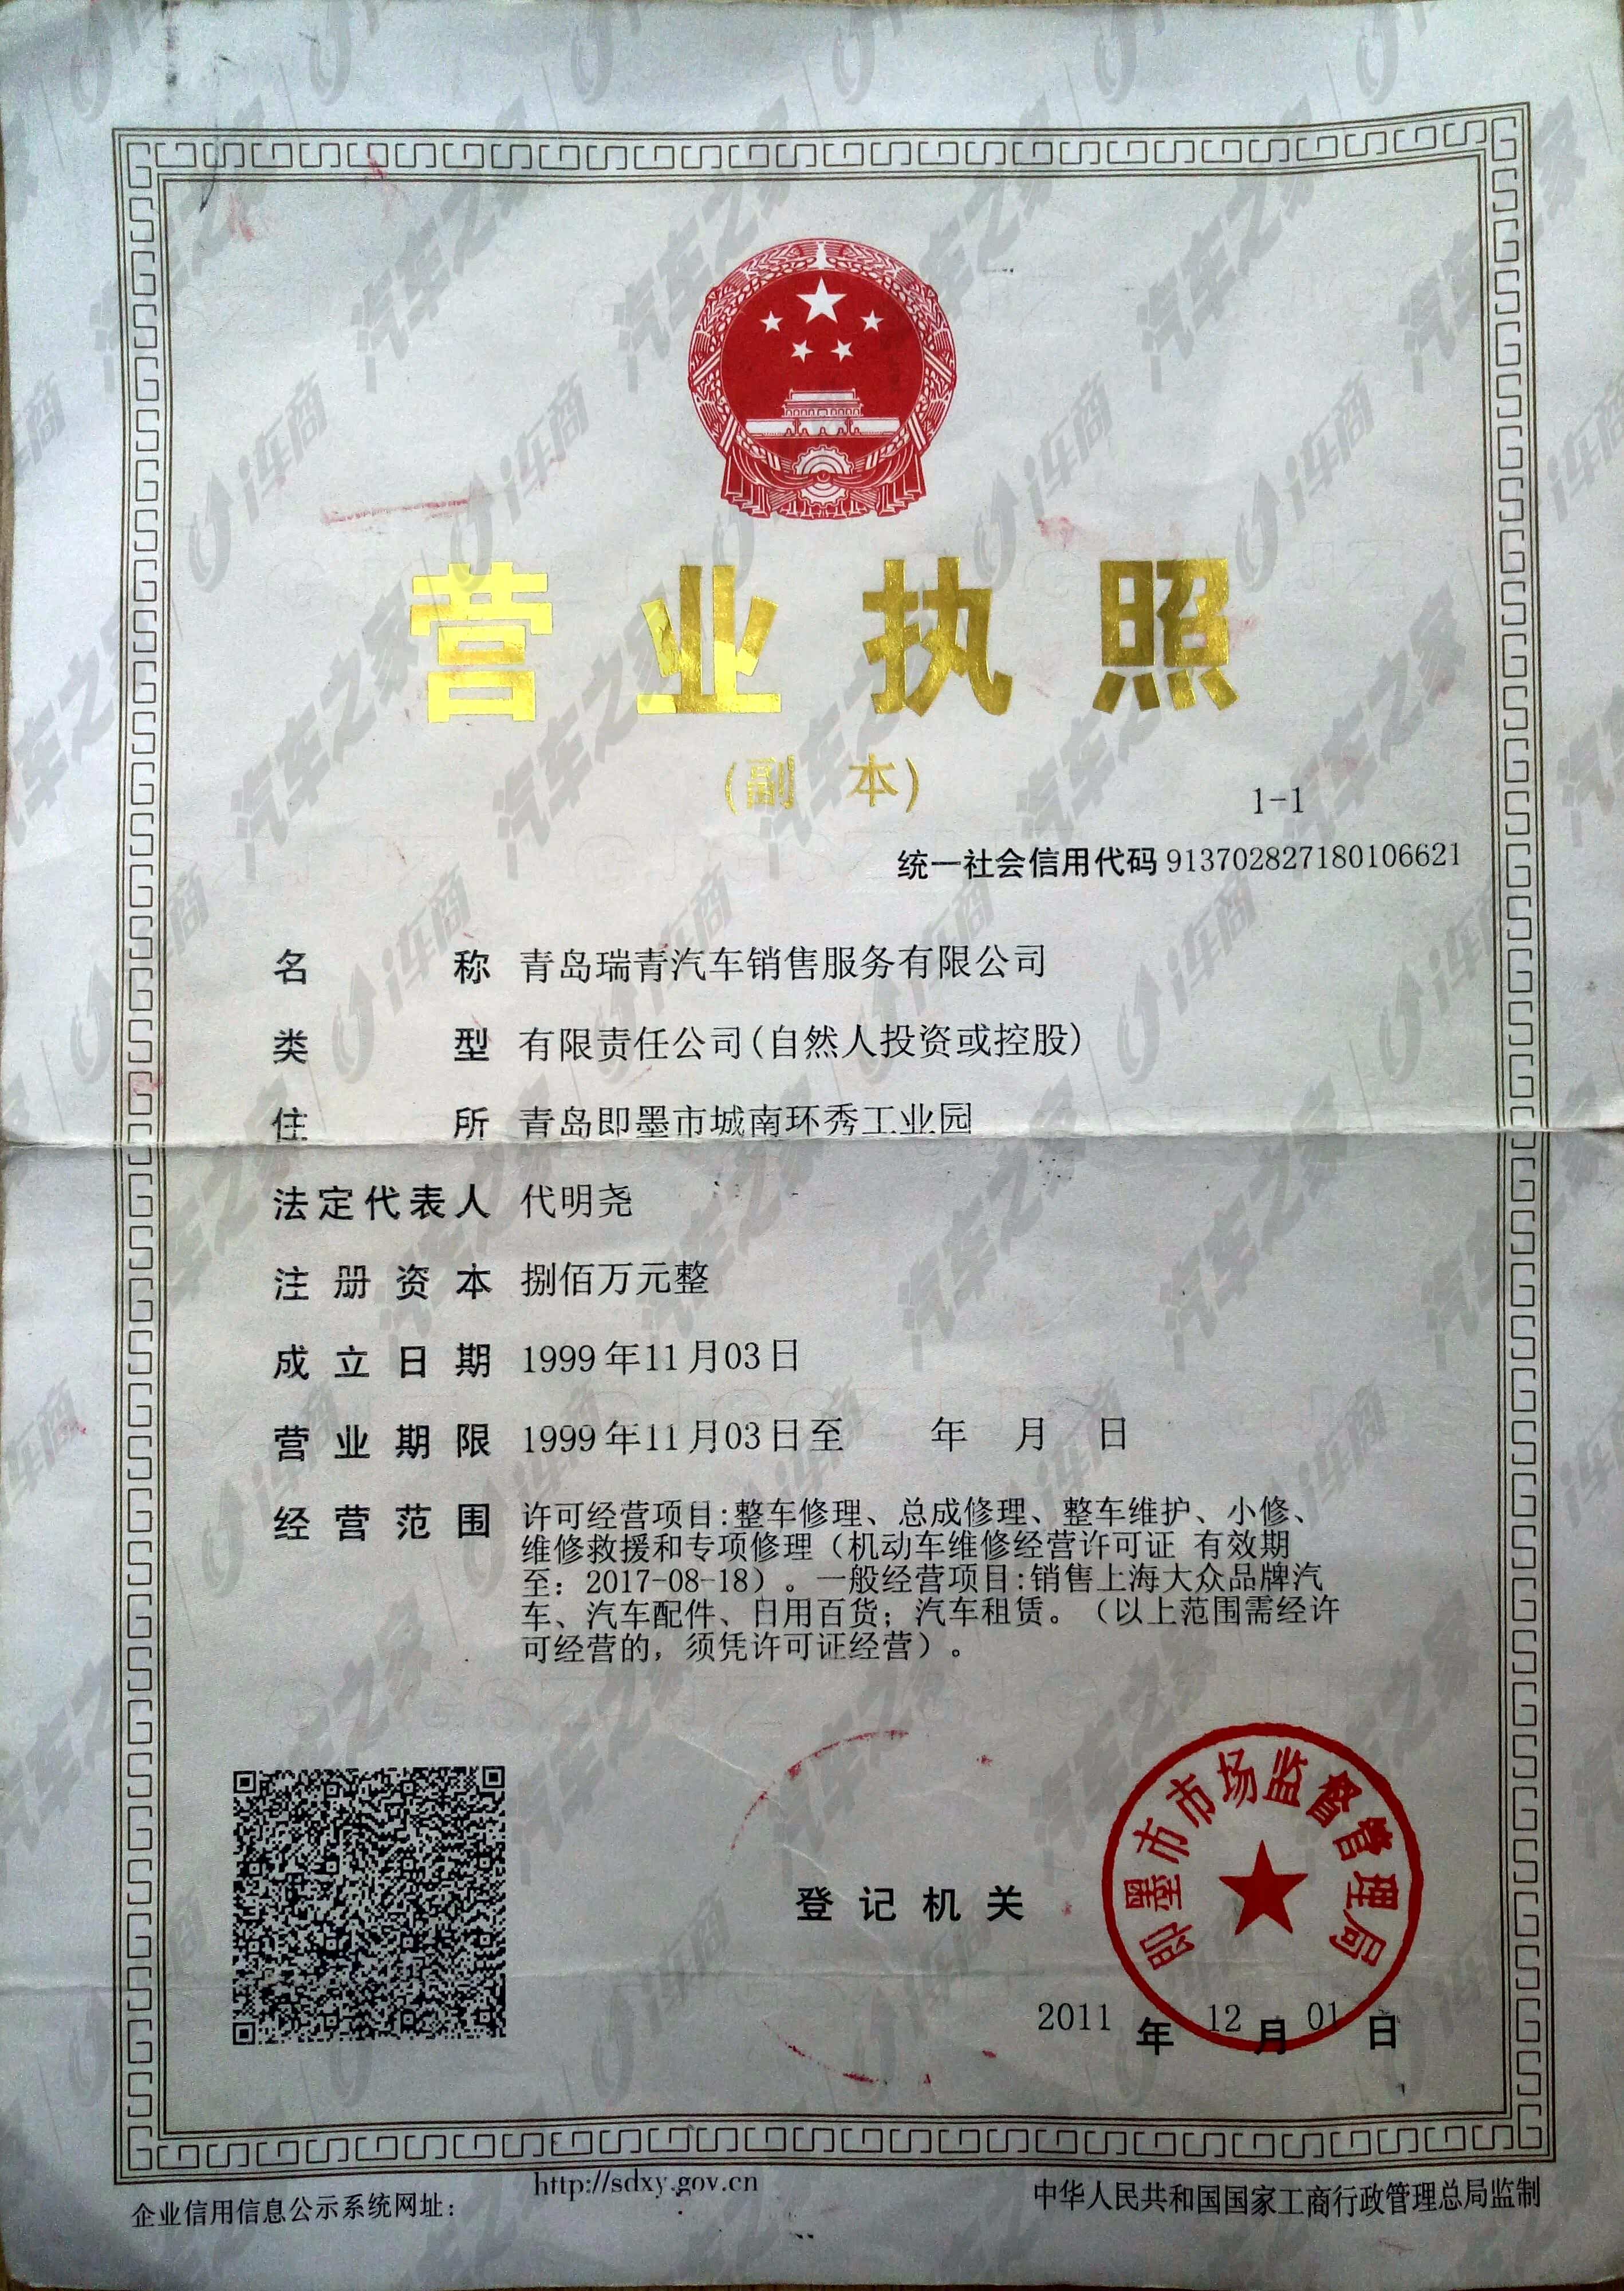 营业执照
(副 本)
1-1
统一社会信用代码 913702827180106621
名 称 青岛瑞青汽车销售服务有限公司
类 型 有限责任公司(自然人投资或控股)
住 所 青岛即墨市城南环秀工业园
法定代表人 代明尧
注册资本 捌佰万元整
成立日期 1999年11月03日
营业期限 1999年11月03日至 年 月 日
经营范围 许可经营项目:整车修理、总成修理、整车维护、小修、
维修救援和专项修理（机动车维修经营许可证 有效期
至：2017-08-18）。一般经营项目:销售上海大众品牌汽
车、汽车配件、日用百货；汽车租赁。（以上范围需经许
可经营的，须凭许可证经营）。
即墨市市场监督管理局
登记机关
2011 年 12 月 01 日
http://sdxy.gov.cn
企业信用信息公示系统网址：
中华人民共和国国家工商行政管理总局监制
汽车之家
i车商